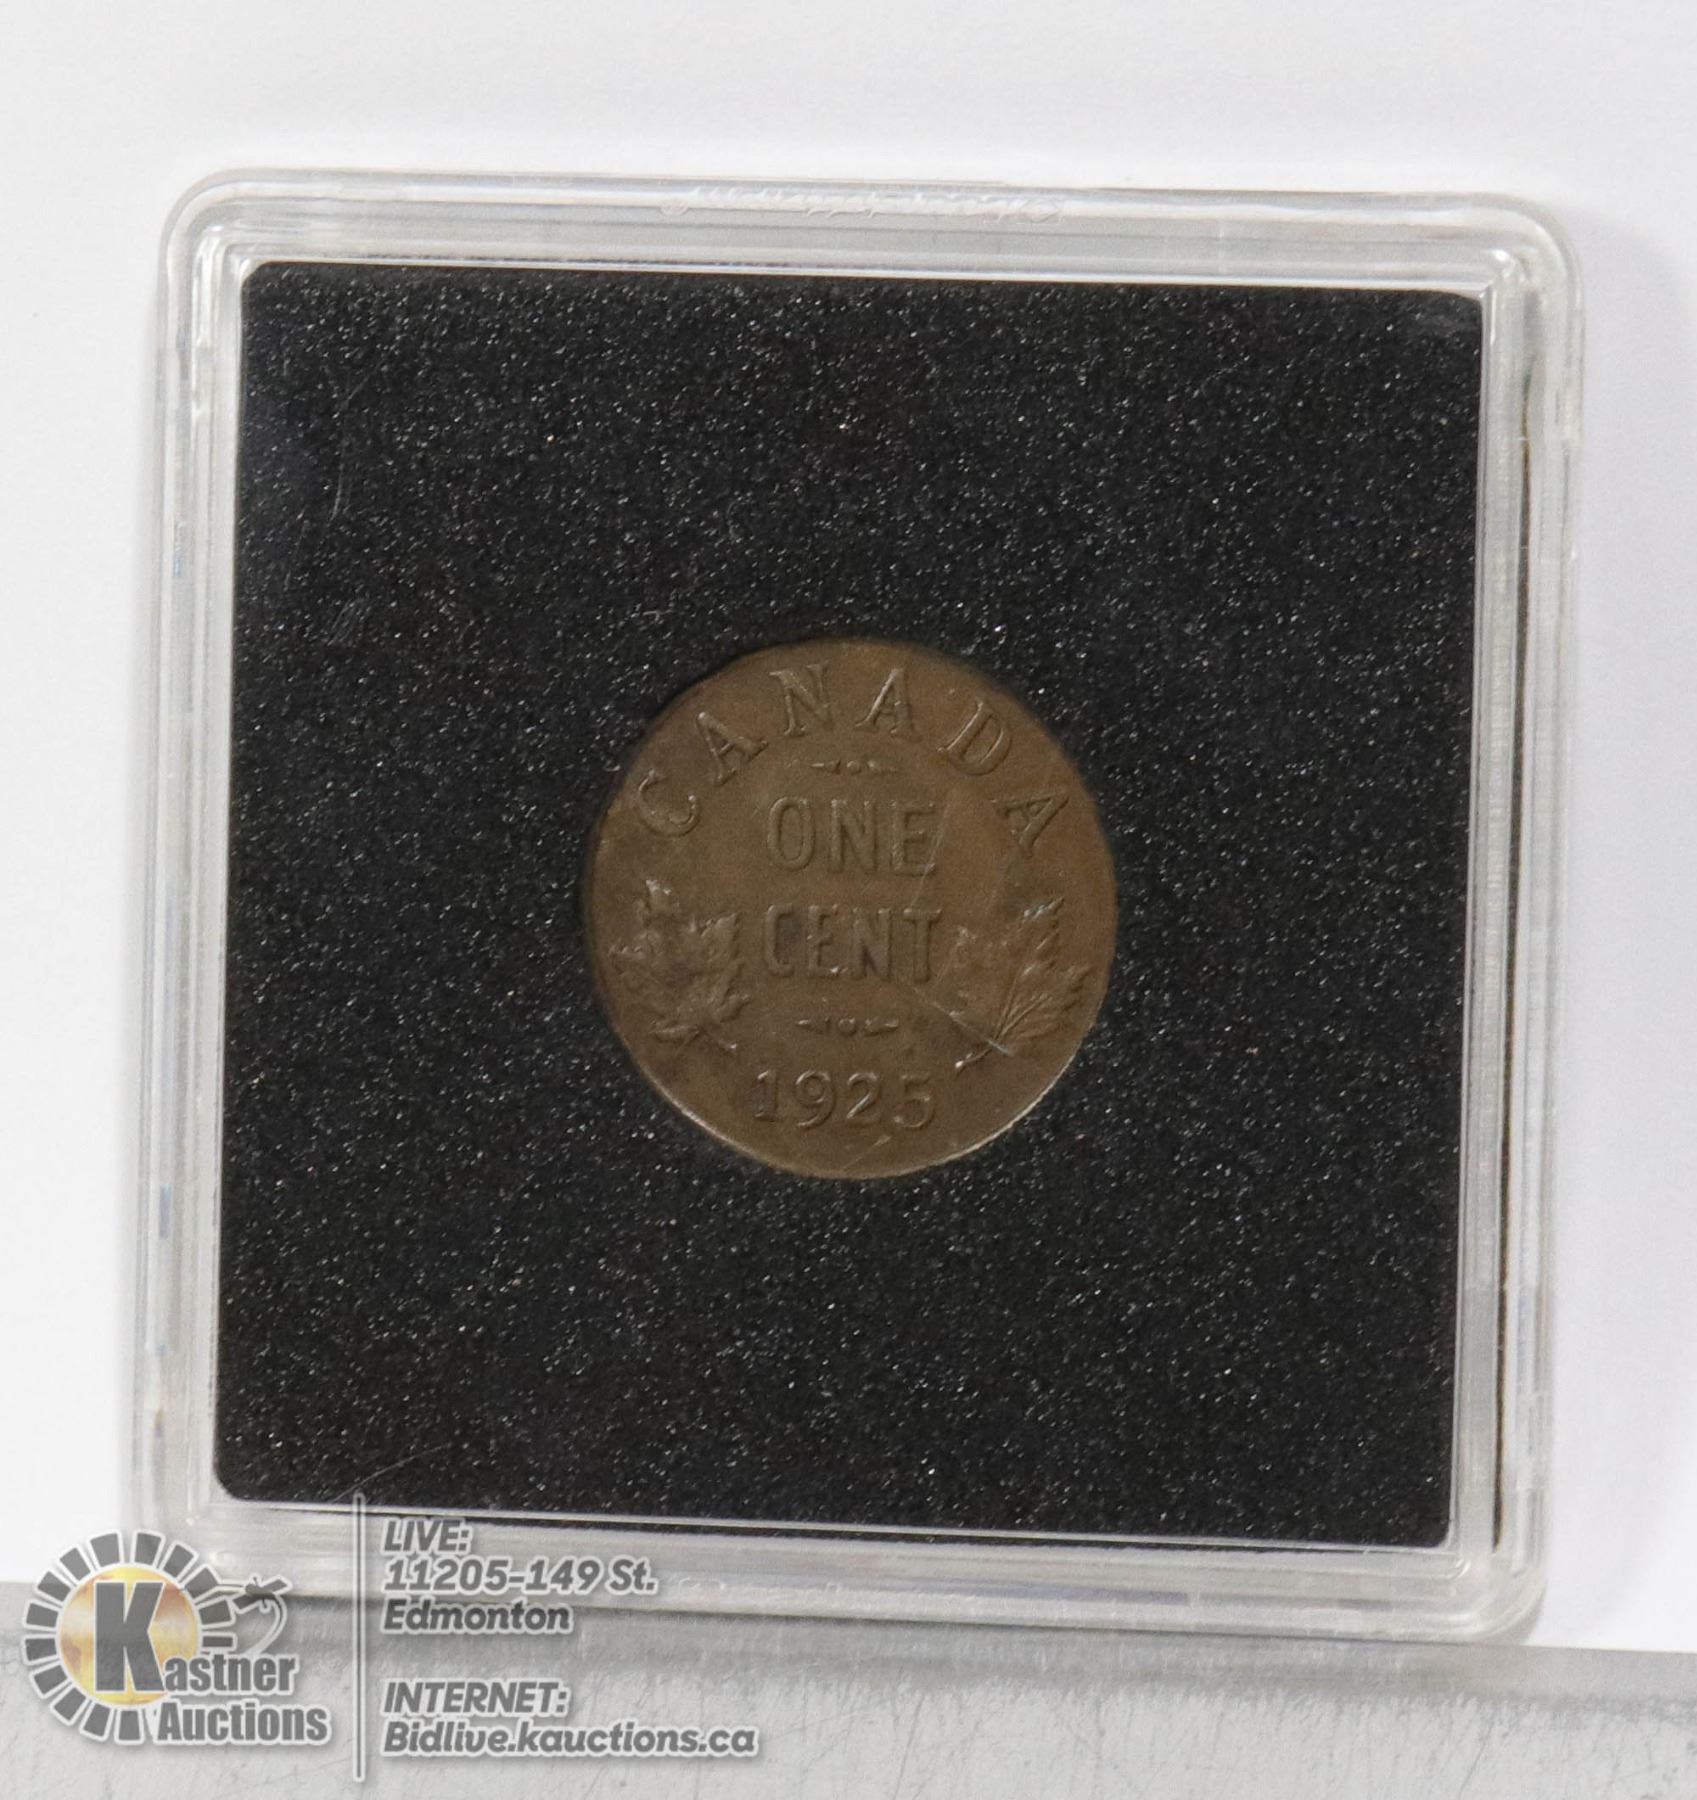 CANADA
ONE
CENT
1925
LIVE:
11205-149 St.
Edmonton
Kastner
Auctions
INTERNET:
Bidlive.kauctions.ca